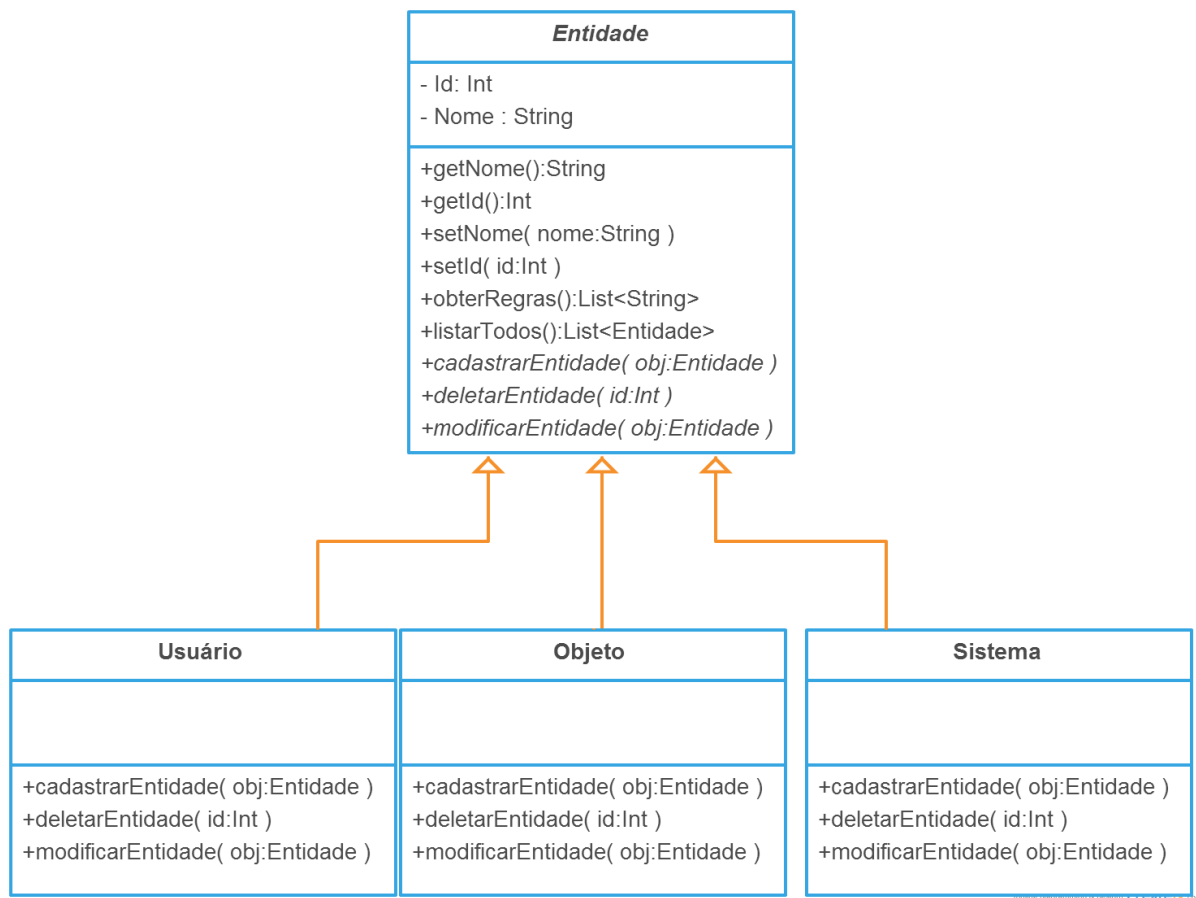 Entidade
- Id: Int
- Nome : String
+getNome():String
+getId():Int
+setNome( nome:String )
+setId( id:Int )
+obterRegras():List<String>
+listarTodos():List<Entidade>
+cadastrarEntidade( obj:Entidade )
+deletarEntidade( id:Int )
+modificarEntidade( obj:Entidade )
Usuário
+cadastrarEntidade( obj:Entidade )
+deletarEntidade( id:Int )
+modificarEntidade( obj:Entidade )
Objeto
+cadastrarEntidade( obj:Entidade )
+deletarEntidade( id:Int )
+modificarEntidade( obj:Entidade )
Sistema
+cadastrarEntidade( obj:Entidade )
+deletarEntidade( id:Int )
+modificarEntidade( obj:Entidade )